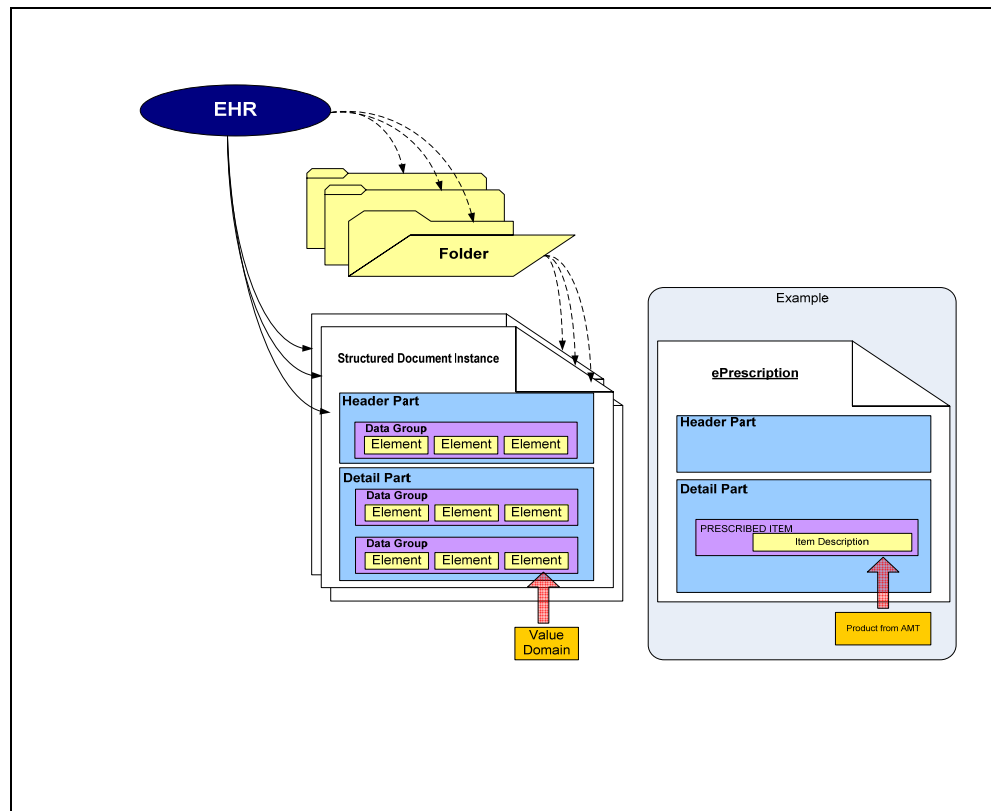 EHR
Folder
Structured Document Instance
Header Part
Data Group
Element Element Element
Detail Part
Data Group
Element Element Element
Data Group
Element Element Element
Value
Domain
Example
ePrescription
Header Part
Detail Part
PRESCRIBED ITEM
Item Description
Product from AMT